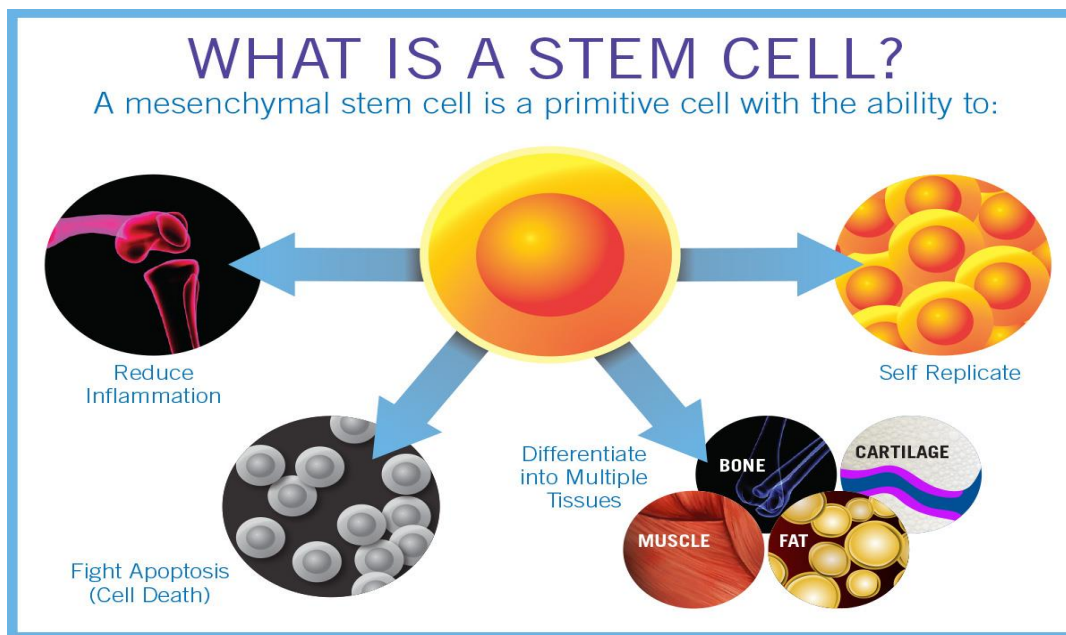 WHAT IS A STEM CELL?
A mesenchymal stem cell is a primitive cell with the ability to:
Reduce
Inflammation
Self Replicate
Fight Apoptosis
(Cell Death)
Differentiate
into Multiple
Tissues
BONE
CARTILAGE
MUSCLE
FAT